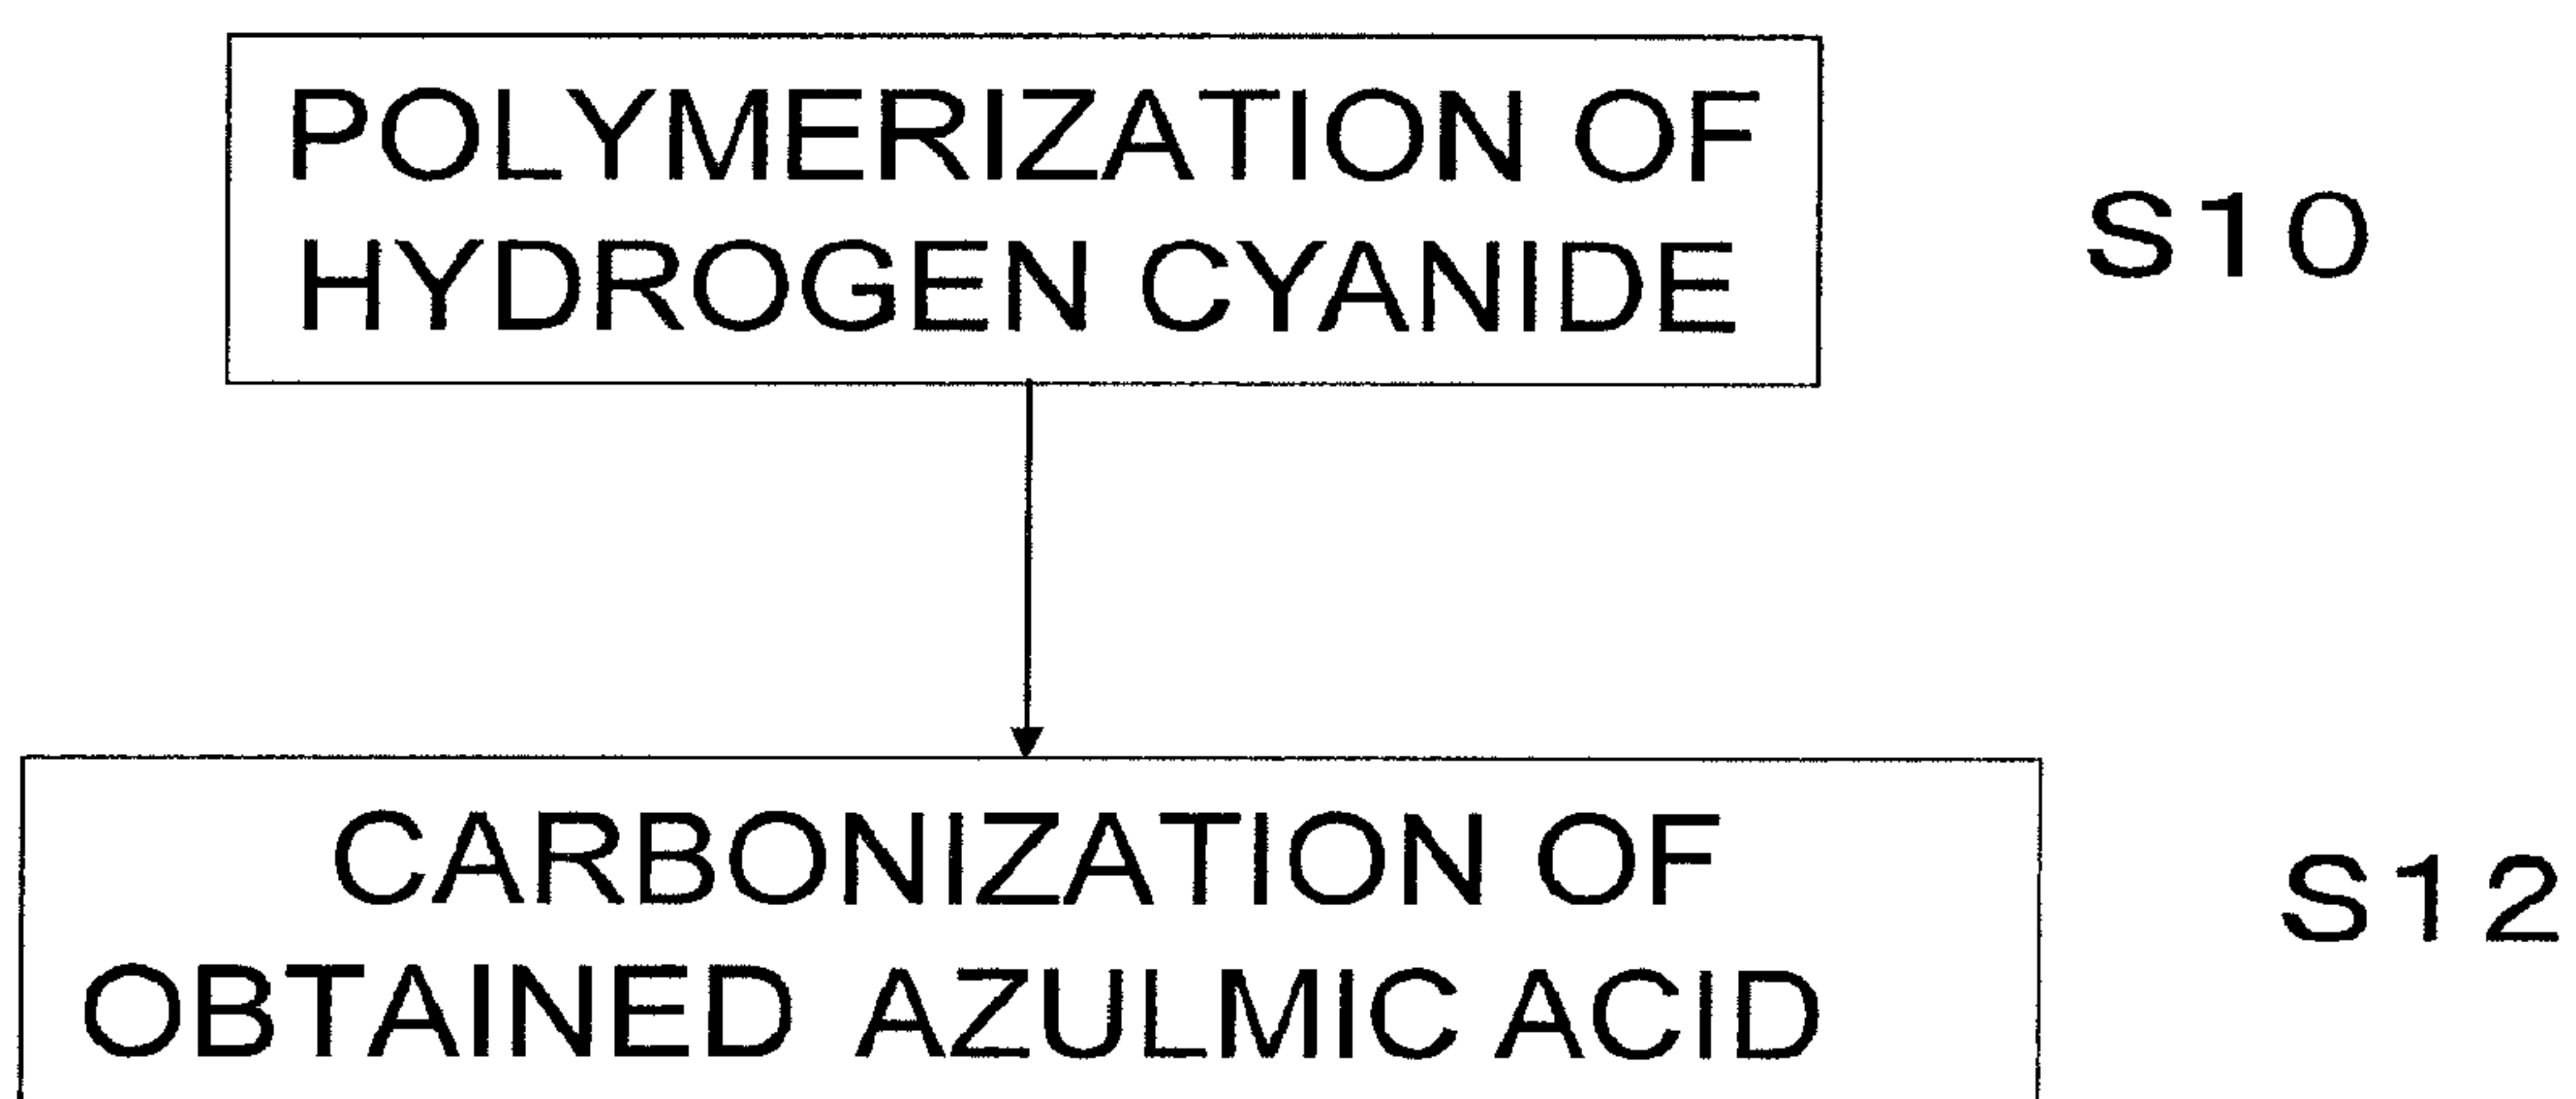 POLYMERIZATION OF
HYDROGEN CYANIDE
S10
CARBONIZATION OF
OBTAINED AZULMIC ACID
S12